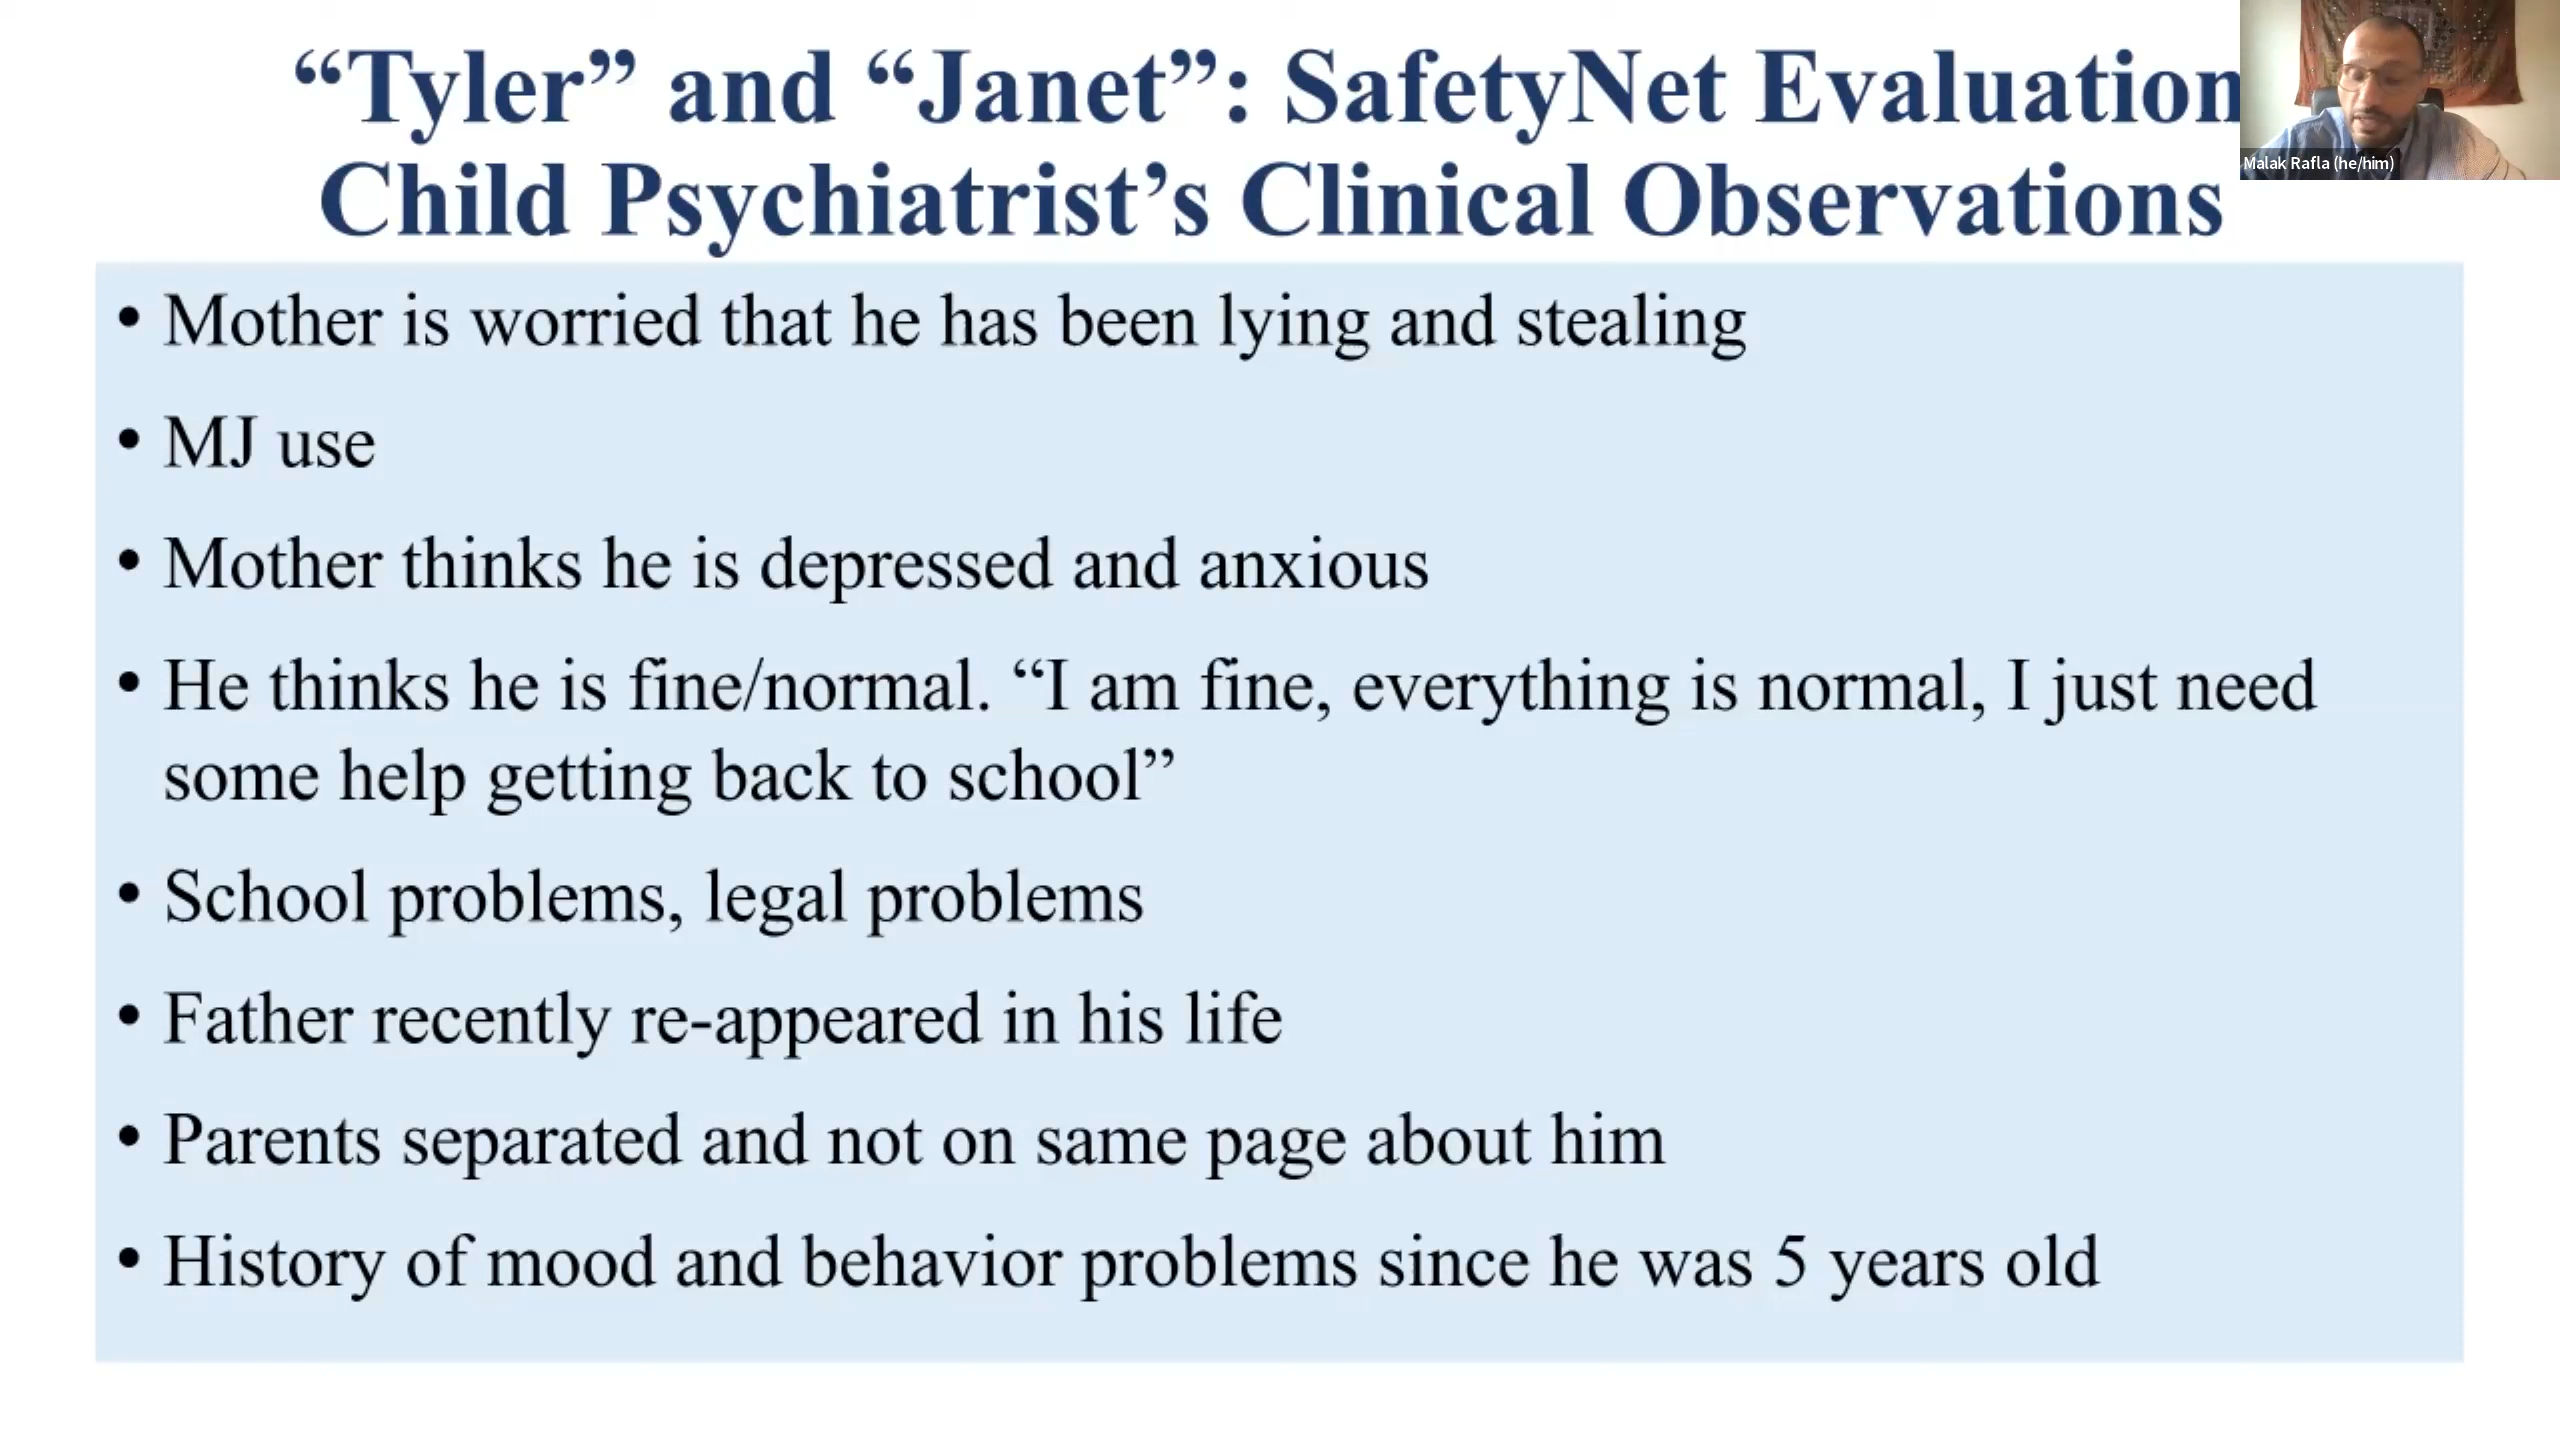 “Tyler” and “Janet”: SafetyNet Evaluation
Child Psychiatrist’s Clinical Observations
Malak Rafla (he/him)
• Mother is worried that he has been lying and stealing
• MJ use
• Mother thinks he is depressed and anxious
• He thinks he is fine/normal. “I am fine, everything is normal, I just need
some help getting back to school”
• School problems, legal problems
• Father recently re-appeared in his life
• Parents separated and not on same page about him
• History of mood and behavior problems since he was 5 years old